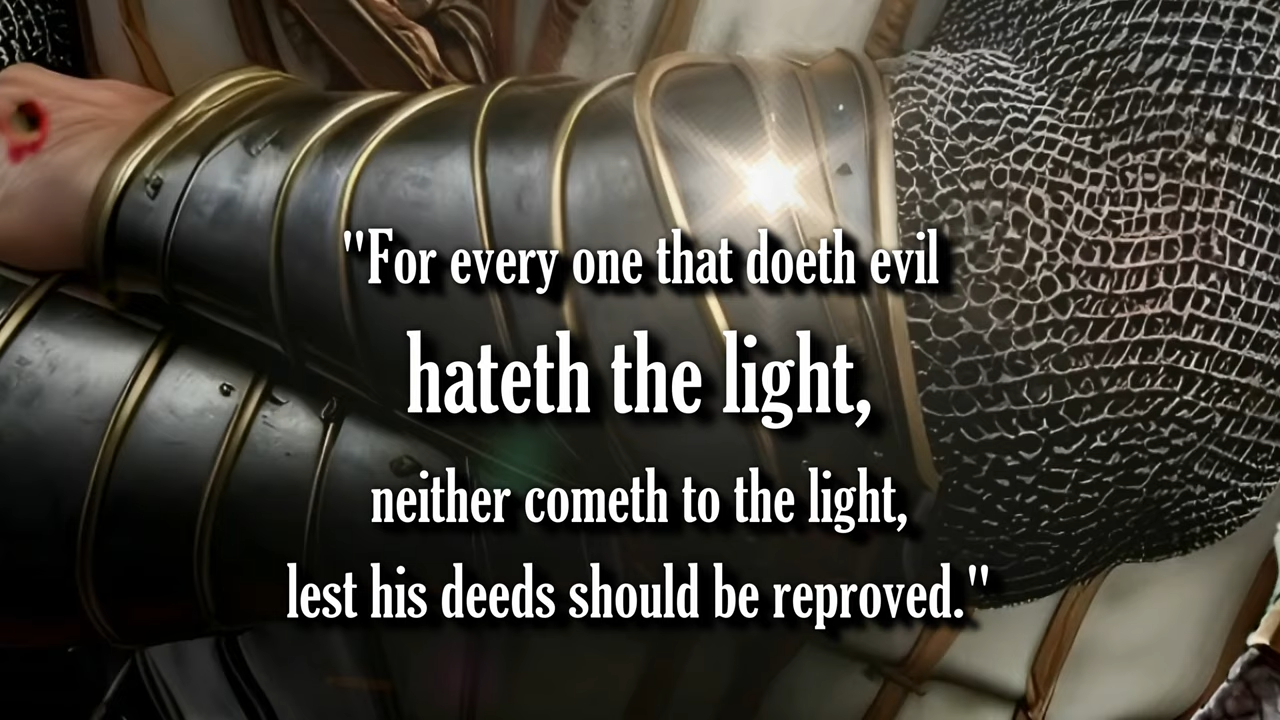 "For every one that doeth evil
hateth the light,
neither cometh to the light,
lest his deeds should be reproved."